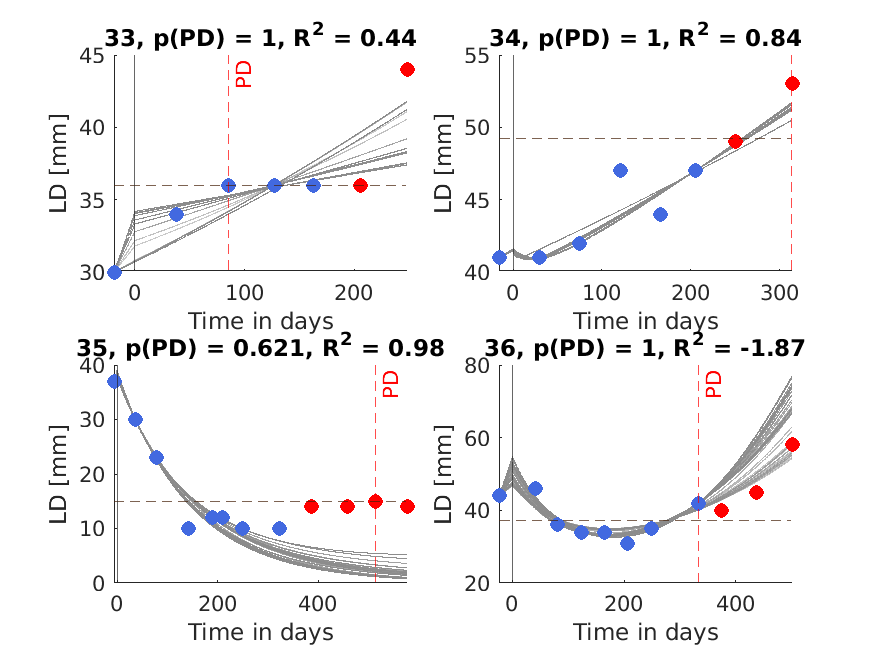 33, p(PD) = 1, R² = 0.44
45
40
35
30
LD [mm]
PD
0
100
200
Time in days
34, p(PD) = 1, R² = 0.84
55
50
45
40
LD [mm]
0
100
200
300
Time in days
35, p(PD) = 0.621, R² = 0.98
40
30
20
10
0
LD [mm]
PD
0
200
400
Time in days
36, p(PD) = 1, R² = -1.87
80
60
40
20
LD [mm]
PD
0
200
400
Time in days